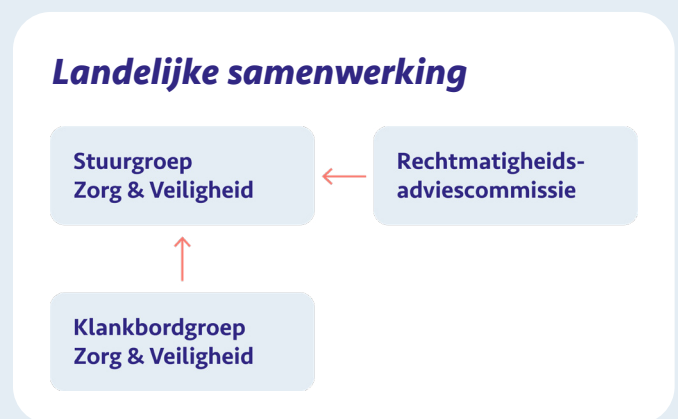 Landelijke samenwerking
Stuurgroep
Zorg & Veiligheid
Rechtmatigheids-
adviescommissie
Klankbordgroep
Zorg & Veiligheid